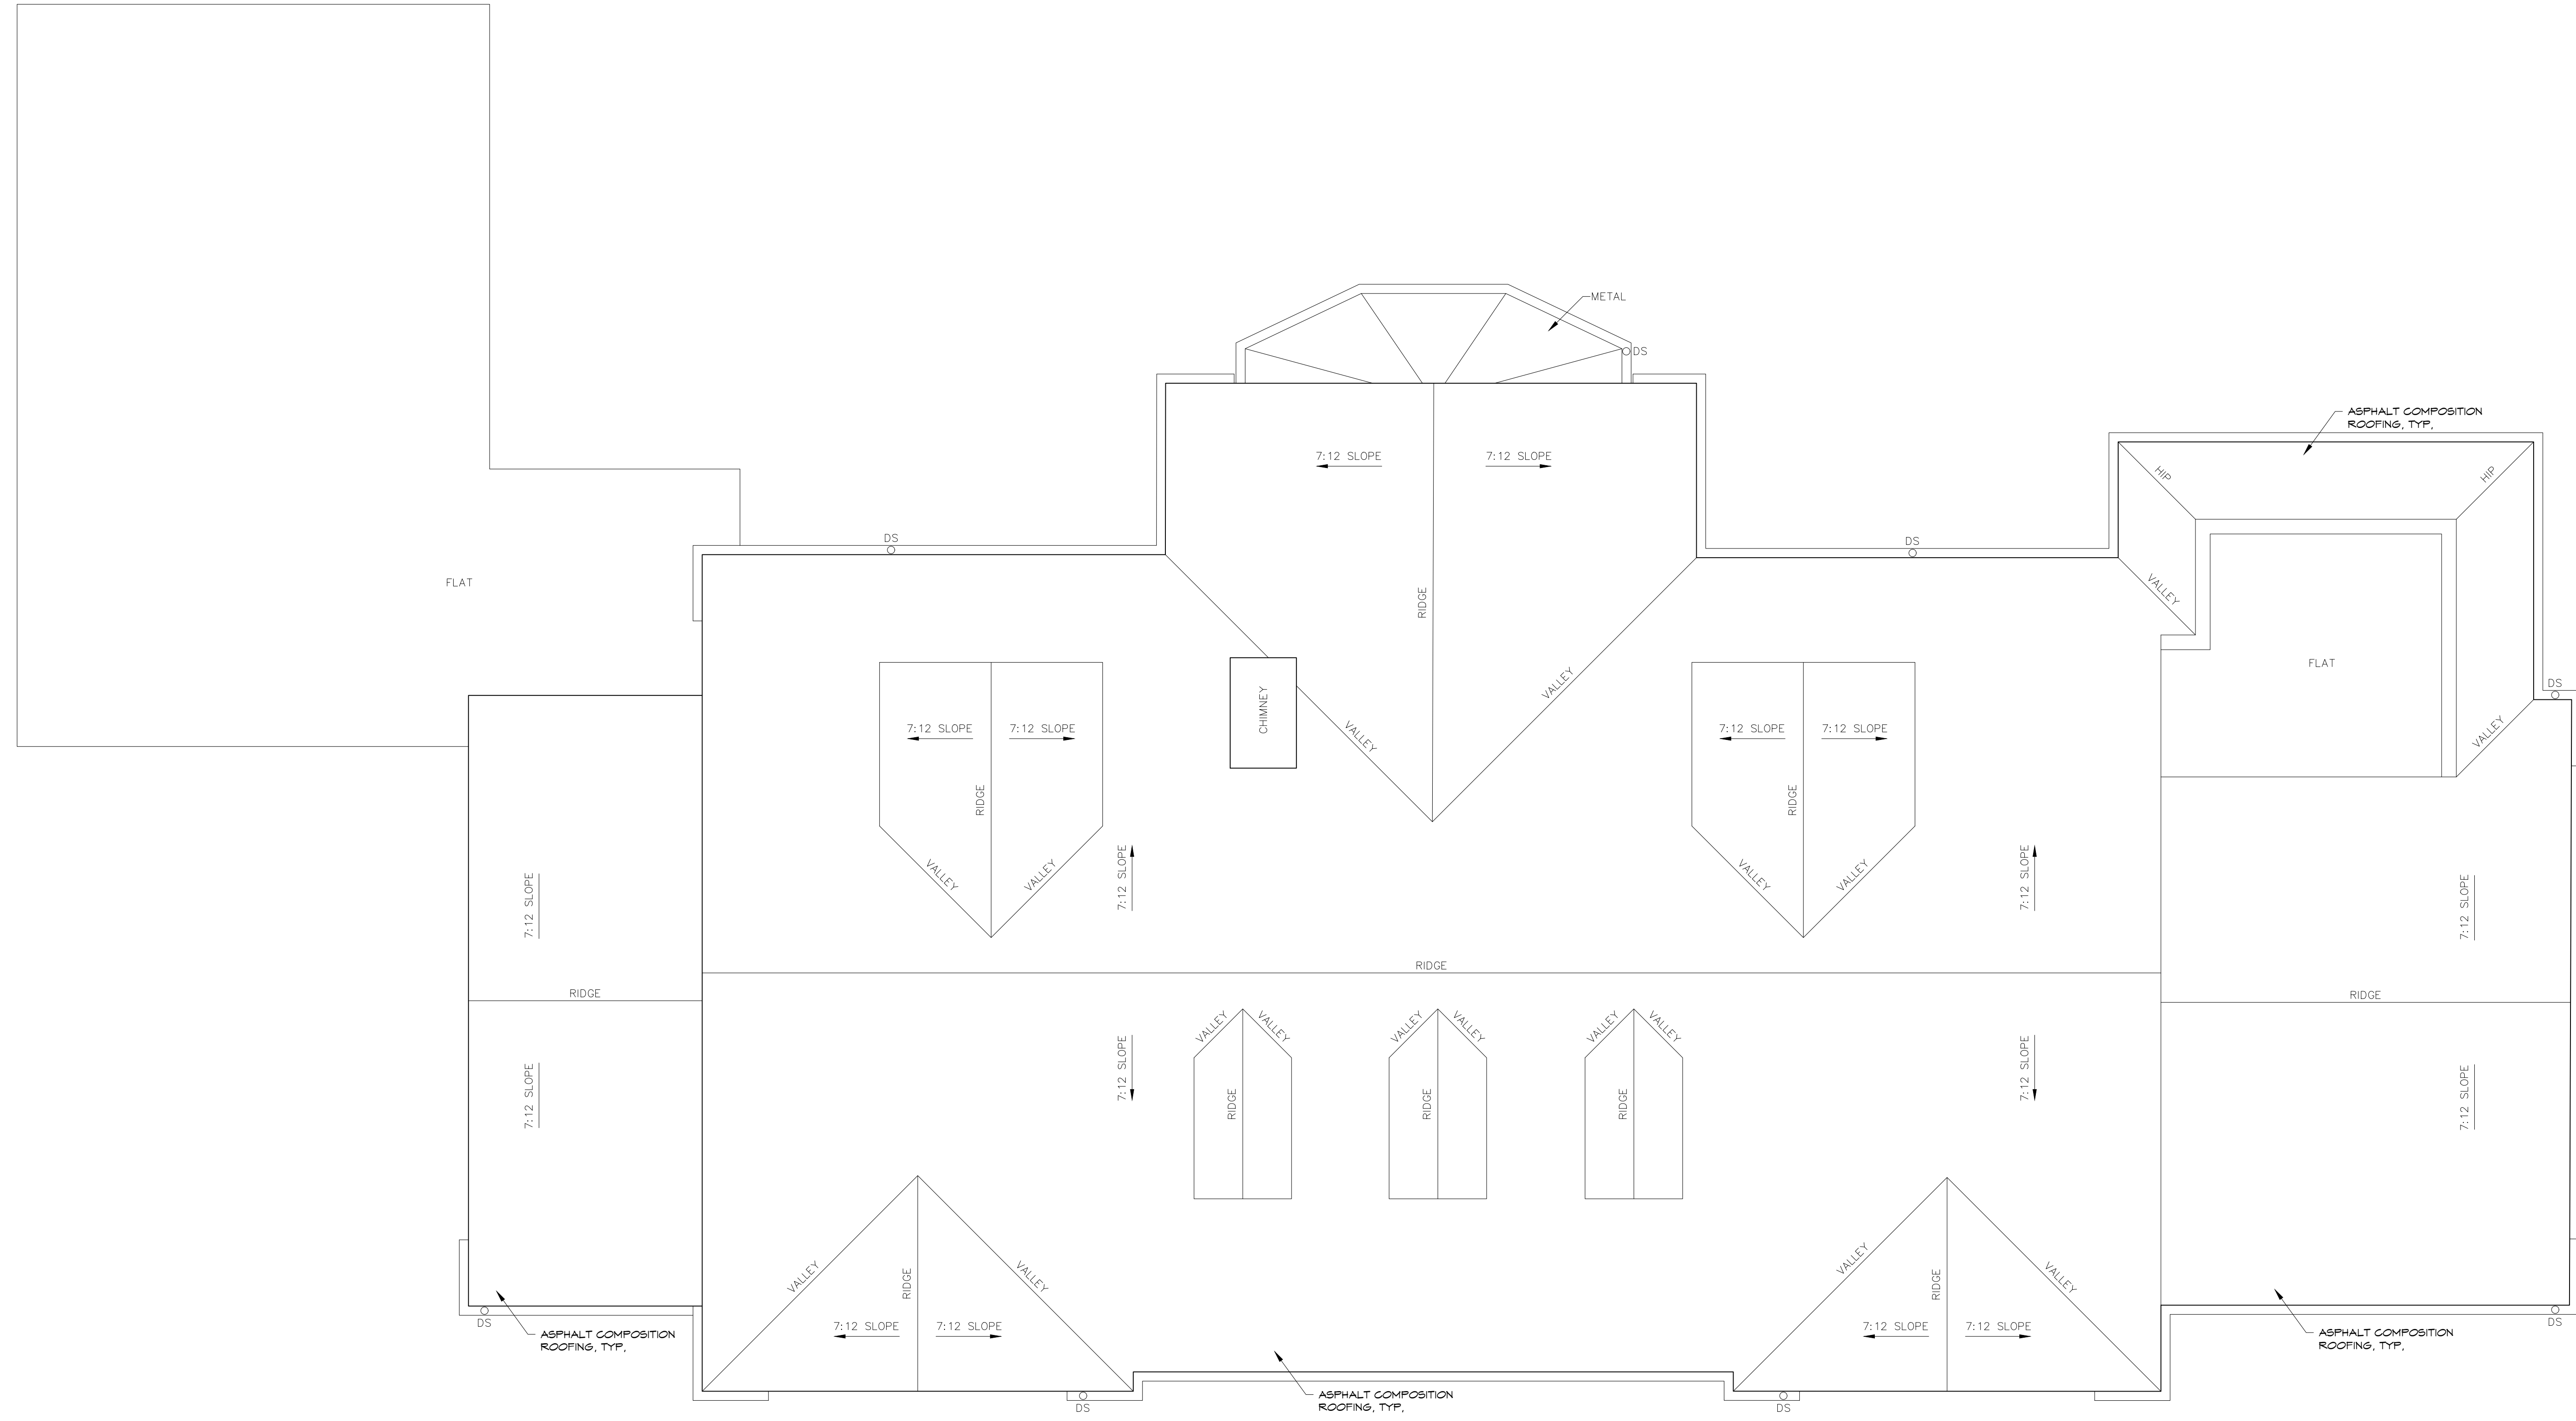 METAL
DS
ASPHALT COMPOSITION
ROOFING, TYP,
7:12 SLOPE
7:12 SLOPE
HIP
HIP
DS
DS
FLAT
VALLEY
RIDGE
FLAT
VALLEY
DS
CHIMNEY
7:12 SLOPE
7:12 SLOPE
VALLEY
7:12 SLOPE
7:12 SLOPE
VALLEY
RIDGE
RIDGE
VALLEY
VALLEY
7:12 SLOPE
VALLEY
VALLEY
7:12 SLOPE
7:12 SLOPE
7:12 SLOPE
RIDGE
RIDGE
RIDGE
VALLEY
VALLEY
VALLEY
VALLEY
VALLEY
VALLEY
7:12 SLOPE
7:12 SLOPE
7:12 SLOPE
7:12 SLOPE
RIDGE
RIDGE
RIDGE
VALLEY
RIDGE
VALLEY
VALLEY
RIDGE
VALLEY
7:12 SLOPE
7:12 SLOPE
7:12 SLOPE
7:12 SLOPE
DS
DS
ASPHALT COMPOSITION
ROOFING, TYP,
ASPHALT COMPOSITION
ROOFING, TYP,
ASPHALT COMPOSITION
ROOFING, TYP,
DS
DS